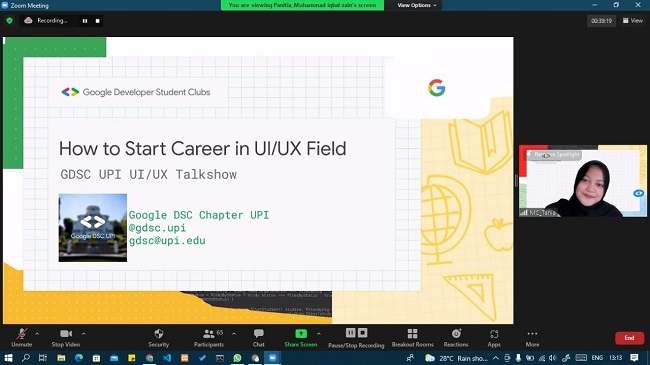 Zoom Meeting
You are viewing Panitia_Muhammad iqbal zain's screen
View Options
Recording...
00:39:19
View
Google Developer Student Clubs
How to Start Career in UI/UX Field
GDSC UPI UI/UX Talkshow
Google DSC UPI
Google DSC Chapter UPI
@gdsc.upi
gdsc@upi.edu
MC_Tania
Unmute
Stop Video
Security
Participants
65
Chat
Share Screen
Pause/Stop Recording
Breakout Rooms
Reactions
Apps
More
End
28°C Rain sho...
ENG
13:13